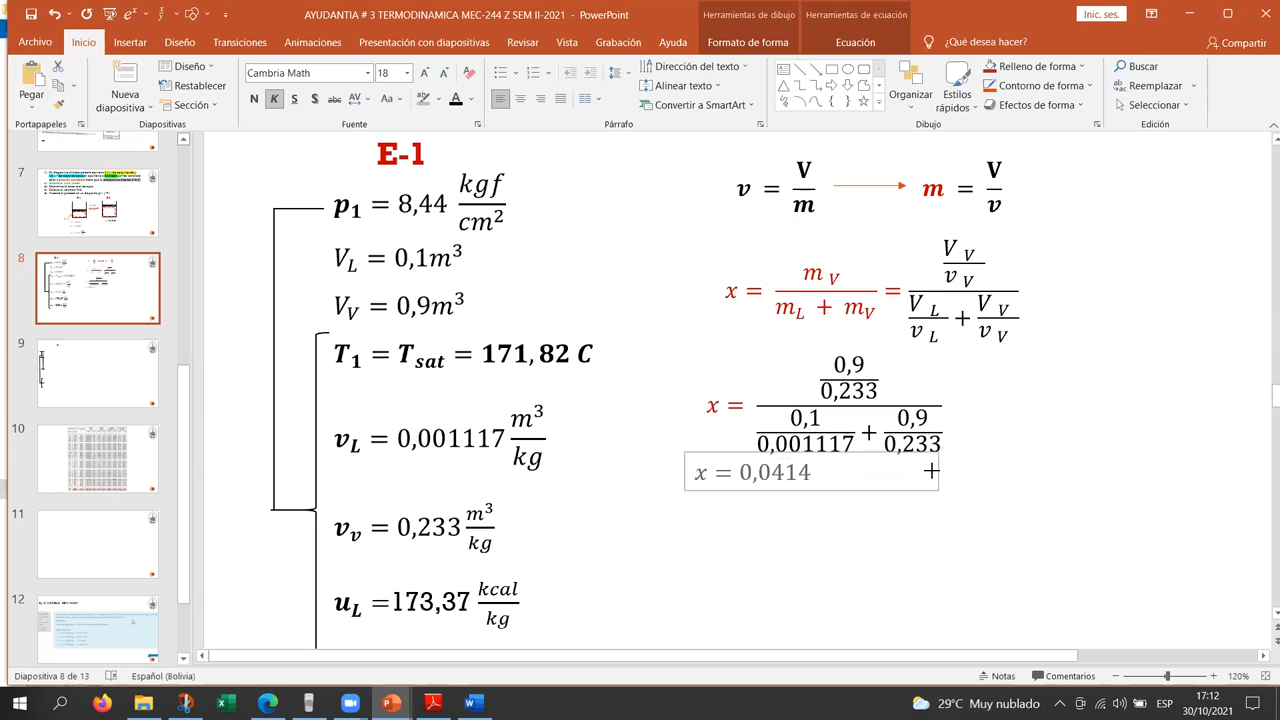 AYUDANTIA # 3 TERMODINAMICA MEC-244 Z SEM II-2021 - PowerPoint
Herramientas de dibujo
Herramientas de ecuación
Inic. ses.
Archivo
Inicio
Insertar
Diseño
Transiciones
Animaciones
Presentación con diapositivas
Revisar
Vista
Grabación
Ayuda
Formato de forma
Ecuación
¿Qué desea hacer?
Compartir
Pegar
Nueva diapositiva
Diseño
Restablecer
Sección
Cambria Math
18
N K S S abc AV Aa A
Dirección del texto
Alinear texto
Convertir a SmartArt
Organizar
Estilos rápidos
Relleno de forma
Contorno de forma
Efectos de forma
Buscar
Reemplazar
Seleccionar
Portapapeles
Diapositivas
Fuente
Párrafo
Dibujo
Edición
7
8
9
10
11
12
E-1
p₁ = 8,44 kgf/cm²
V_L = 0,1m³
V_V = 0,9m³
T₁ = T_sat = 171,82 C
v_L = 0,001117 m³/kg
v_v = 0,233 m³/kg
u_L = 173,37 kcal/kg
v = V/m
m = V/v
x = m_V/(m_L + m_V) = (V_V/v_V)/(V_L/v_L + V_V/v_V)
x = (0,9/0,233)/(0,1/0,001117 + 0,9/0,233)
x = 0,0414
Diapositiva 8 de 13
Español (Bolivia)
Notas
Comentarios
120%
29°C Muy nublado
ESP
17:12
30/10/2021